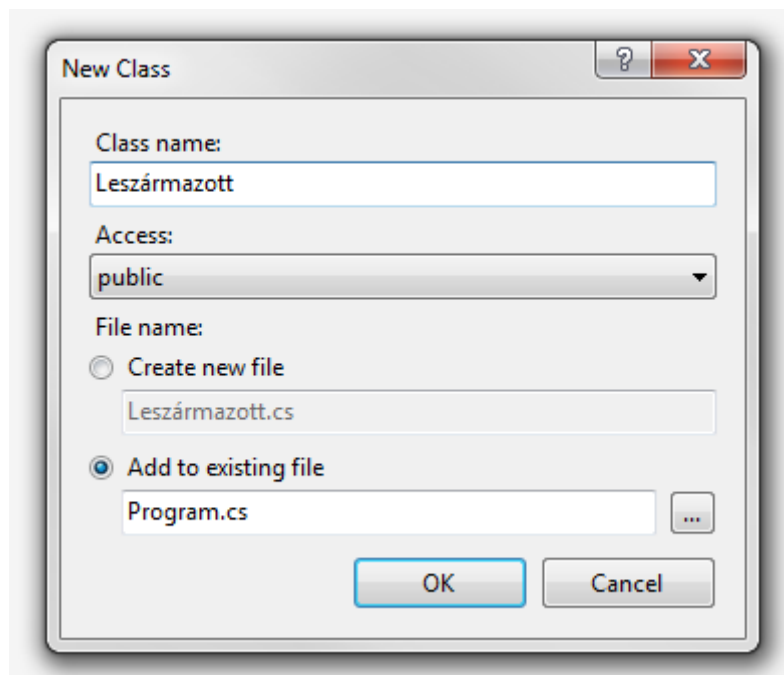 New Class
Class name:
Leszármazott
Access:
public
File name:
Create new file
Leszármazott.cs
Add to existing file
Program.cs
...
OK
Cancel